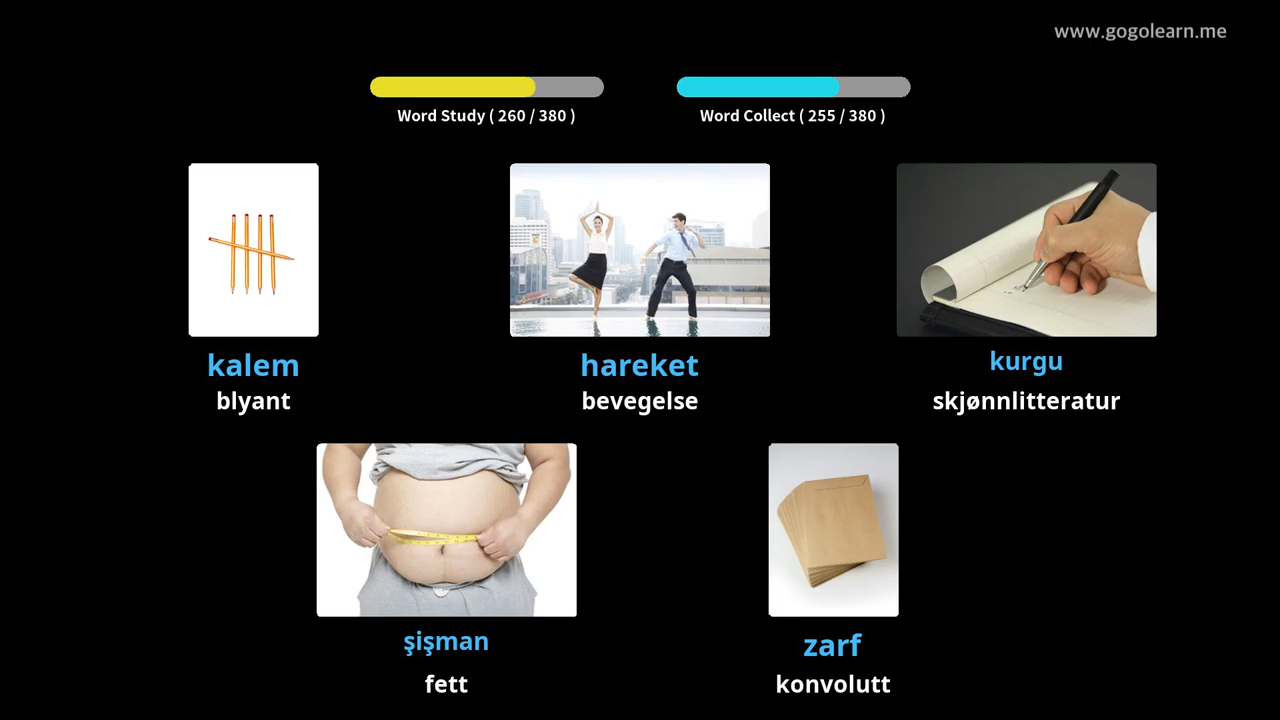 www.gogolearn.me
Word Study ( 260 / 380 )
Word Collect ( 255 / 380 )
kalem
blyant
hareket
bevegelse
kurgu
skjønnlitteratur
şişman
fett
zarf
konvolutt